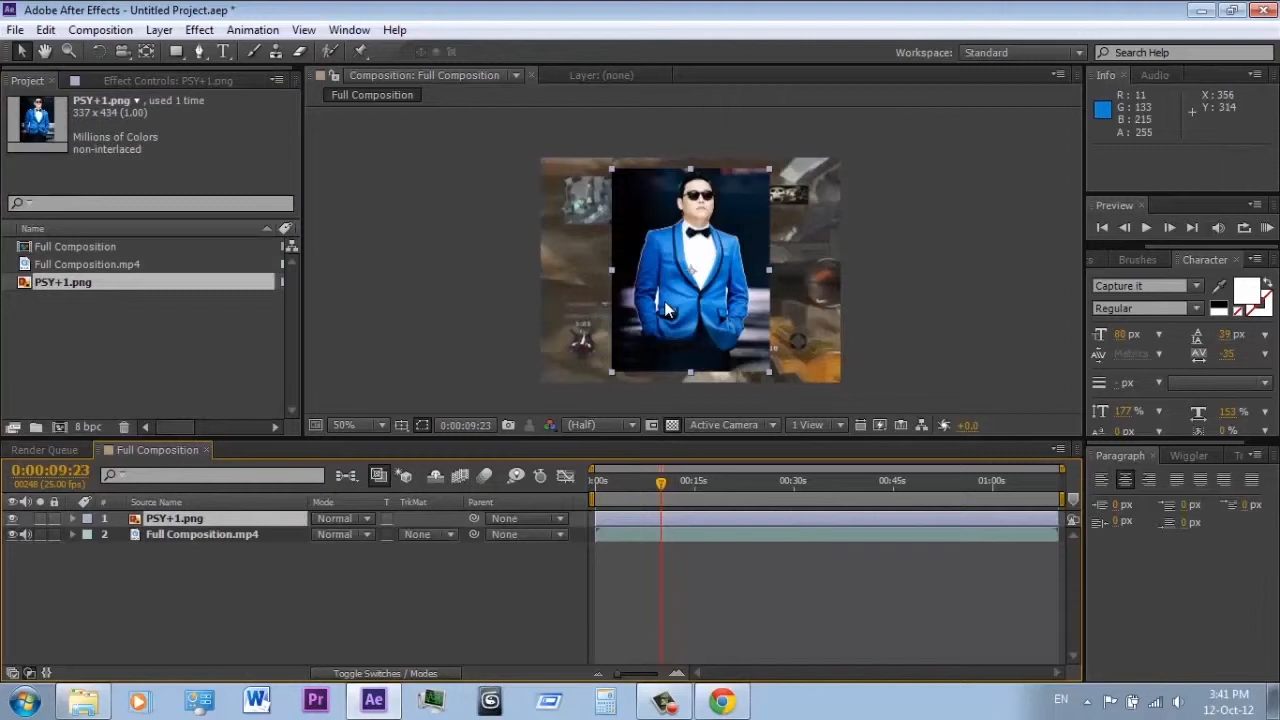 Adobe After Effects - Untitled Project.aep *
File Edit Composition Layer Effect Animation View Window Help
Workspace: Standard Search Help
Project Effect Controls: PSY+1.png Composition: Full Composition Layer: (none) Info Audio
Full Composition
PSY+1.png , used 1 time
337 x 434 (1.00)
Millions of Colors
non-interlaced
R : 11
G : 133
B : 215
A : 255
X : 356
Y : 314
Preview
Name
Full Composition
Full Composition.mp4
PSY+1.png
s Brushes Character
Capture it
Regular
80 px 39 px
Metrics -35
- px
177 % 153 %
0 px 0 %
8 bpc 50% 0:00:09:23 (Half) Active Camera 1 View +0.0
Render Queue Full Composition
Paragraph Wiggler
0:00:09:23
00248 (25.00 fps)
:00s 00:15s 00:30s 00:45s 01:00s
# Source Name Mode T TrkMat Parent
1 PSY+1.png Normal None
2 Full Composition.mp4 Normal None None
0 px 0 px 0 px
0 px 0 px
Toggle Switches / Modes
EN 3:41 PM
12-Oct-12